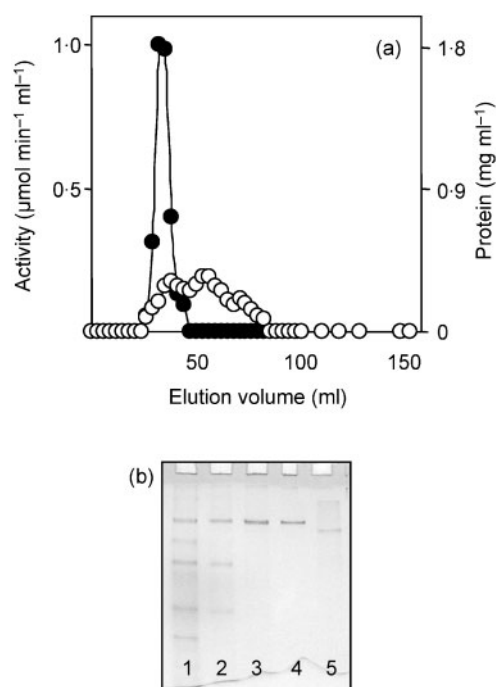 (a)
1·0
0·5
1·8
0·9
0
50
100
150
Activity (µmol min⁻¹ ml⁻¹)
Protein (mg ml⁻¹)
Elution volume (ml)
(b)
1 2 3 4 5